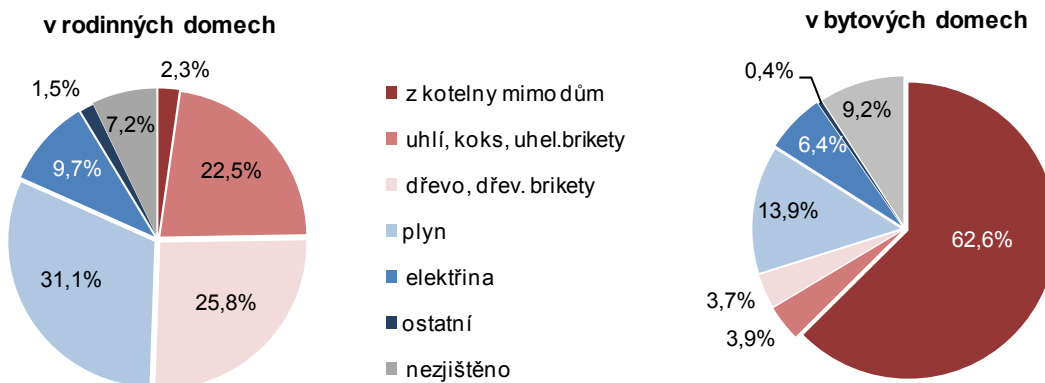 v rodinných domech
2,3%
1,5%
7,2%
9,7%
22,5%
31,1%
25,8%
z kotelny mimo dům
uhlí, koks, uhel.brikety
dřevo, dřev. brikety
plyn
elektřina
ostatní
nezjištěno
v bytových domech
0,4%
9,2%
6,4%
13,9%
62,6%
3,7%
3,9%